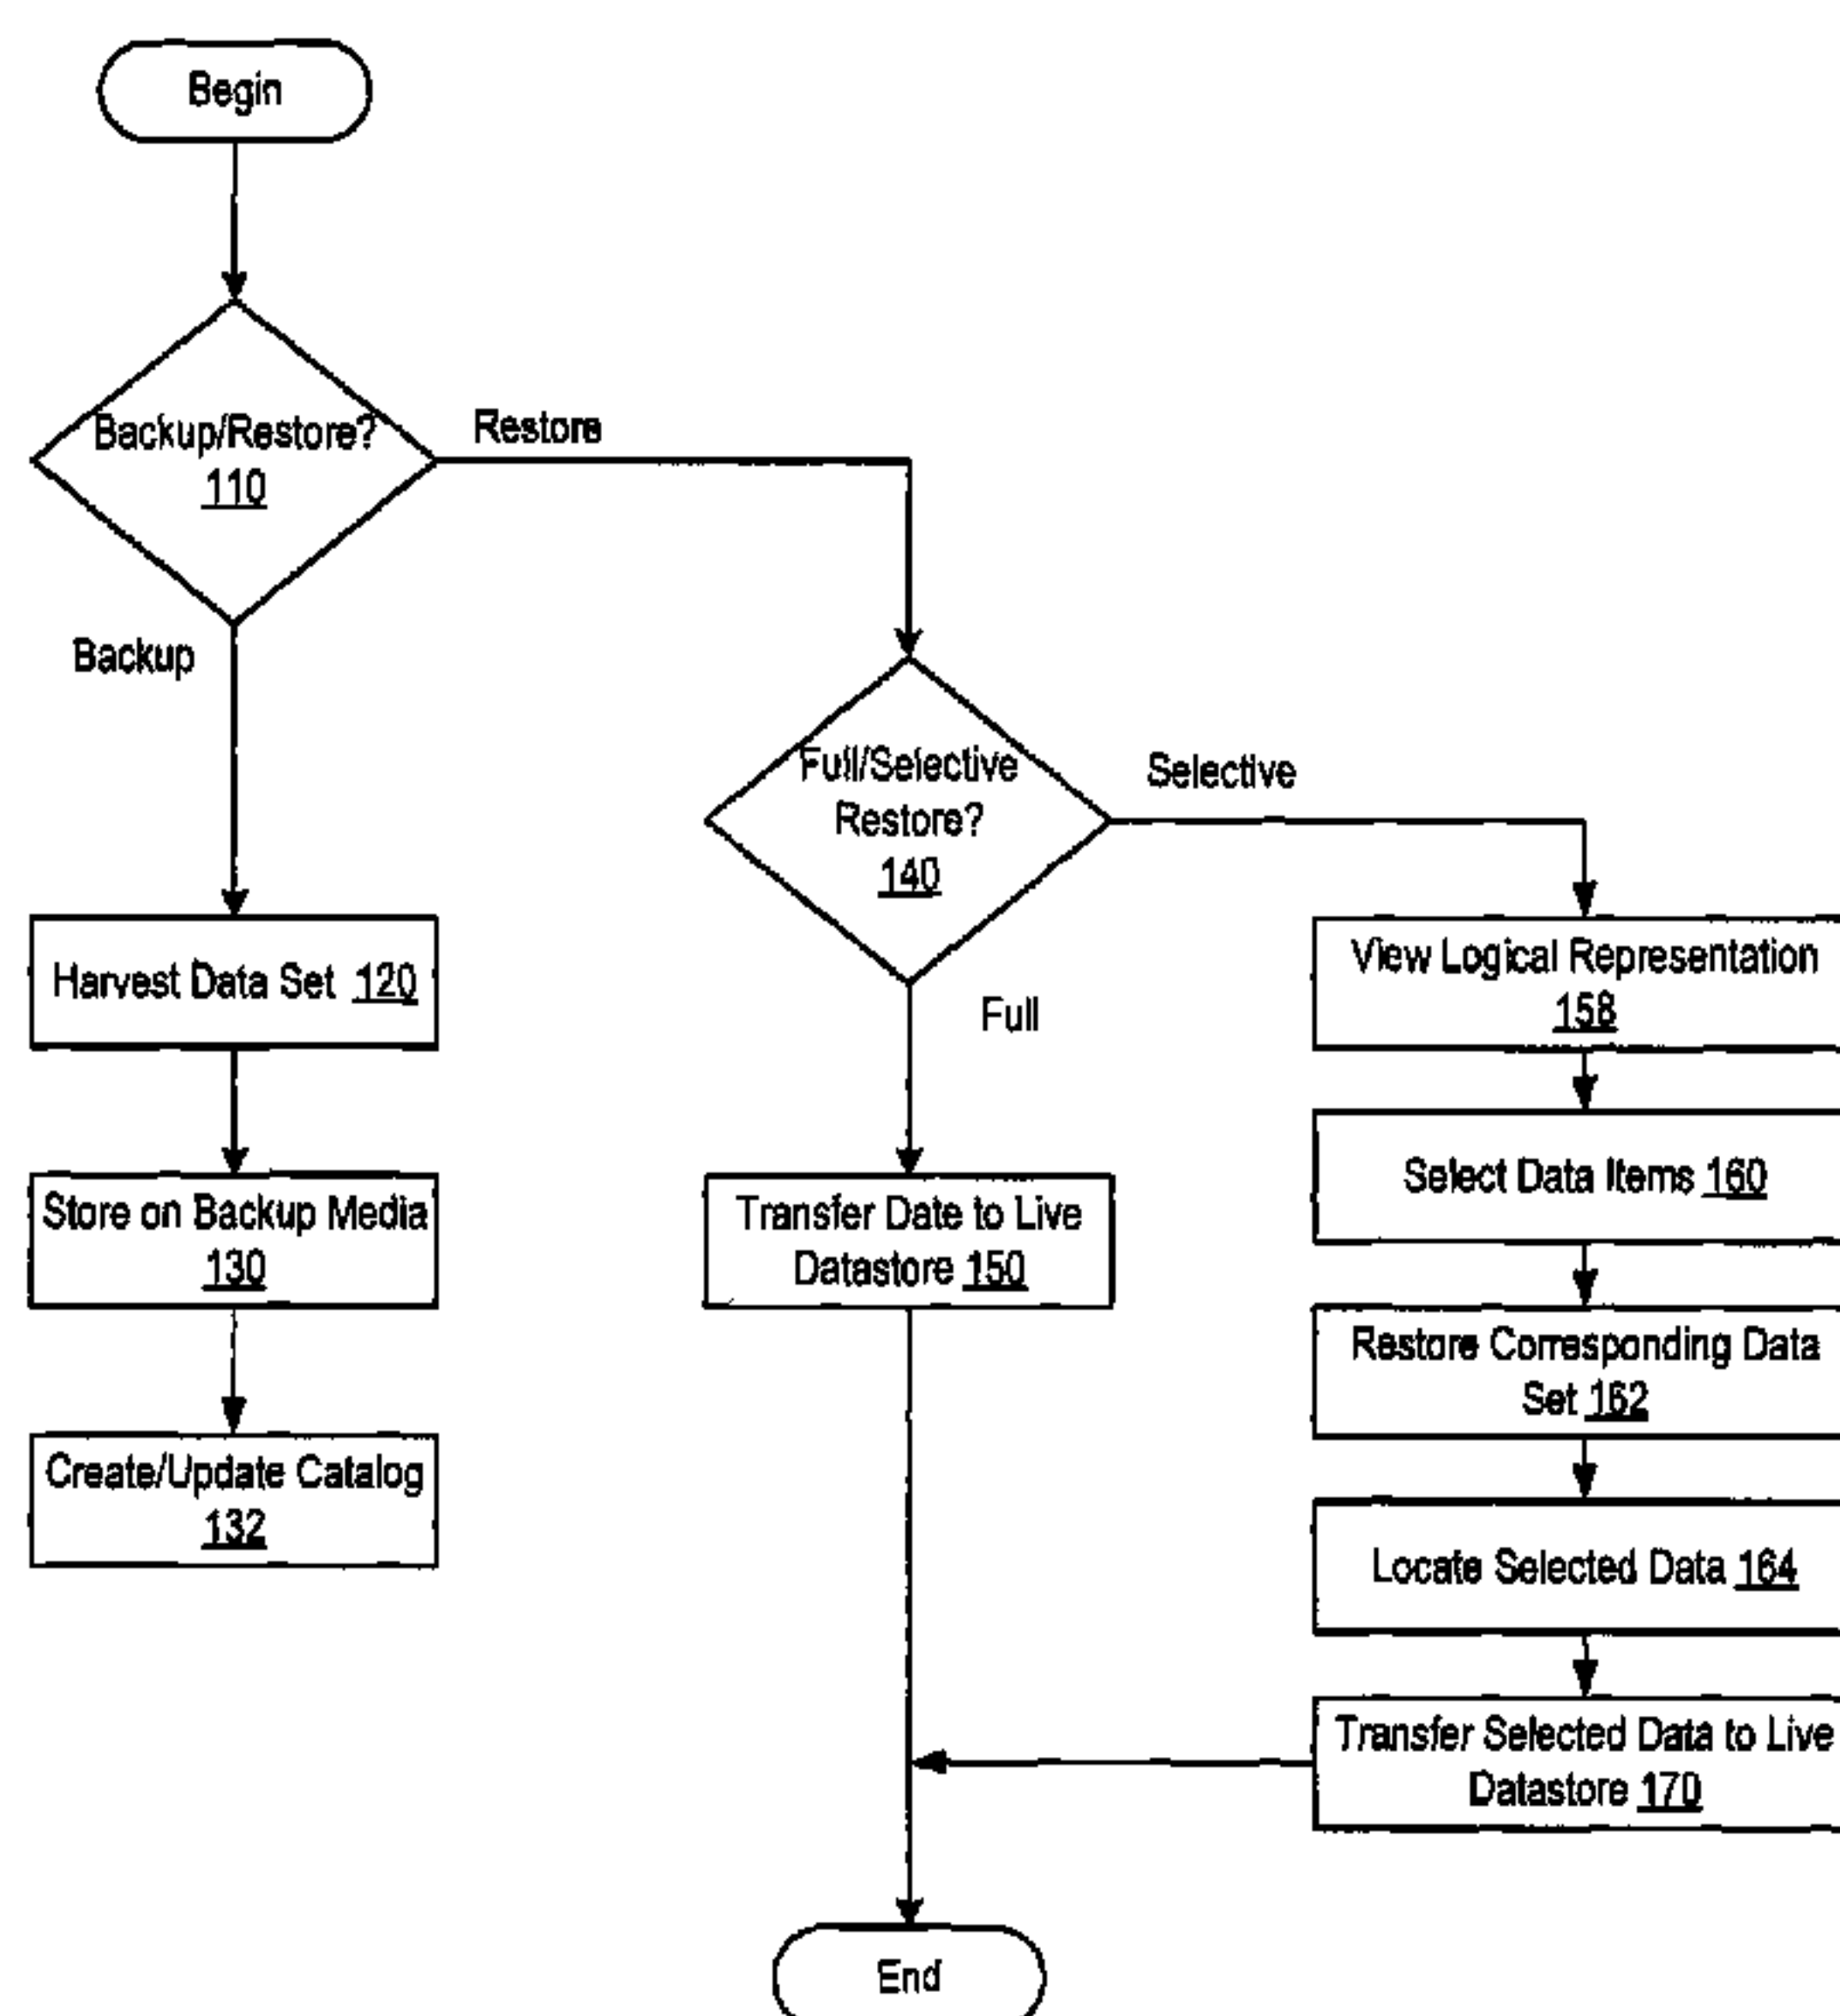 Begin
Backup/Restore?
110
Restore
Backup
Harvest Data Set 120
Store on Backup Media
130
Create/Update Catalog
132
Full/Selective
Restore?
140
Selective
Full
Transfer Date to Live
Datastore 150
View Logical Representation
158
Select Data Items 160
Restore Corresponding Data
Set 162
Locate Selected Data 164
Transfer Selected Data to Live
Datastore 170
End